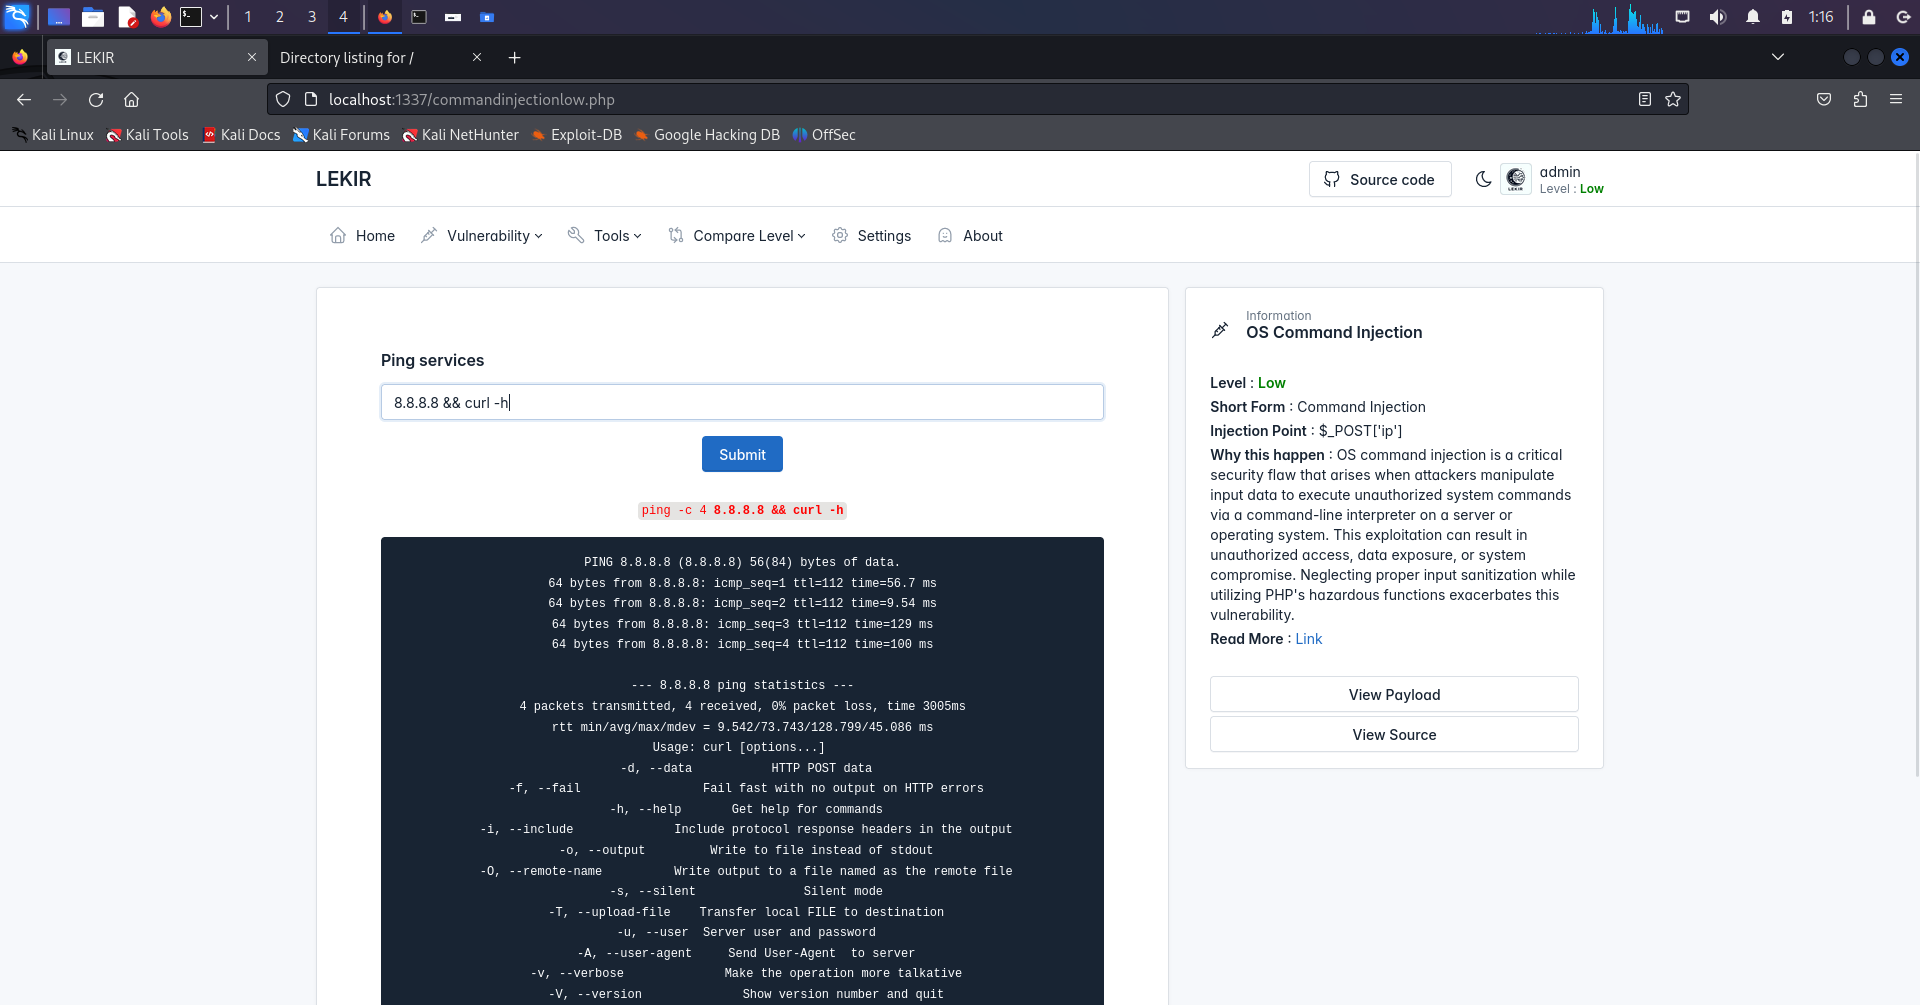 1 2 3 4 1:16
LEKIR Directory listing for /
localhost:1337/commandinjectionlow.php
Kali Linux Kali Tools Kali Docs Kali Forums Kali NetHunter Exploit-DB Google Hacking DB OffSec
LEKIR
Source code
admin
Level : Low
Home Vulnerability Tools Compare Level Settings About
Ping services
8.8.8.8 && curl -h
Submit
ping -c 4 8.8.8.8 && curl -h
PING 8.8.8.8 (8.8.8.8) 56(84) bytes of data.
64 bytes from 8.8.8.8: icmp_seq=1 ttl=112 time=56.7 ms
64 bytes from 8.8.8.8: icmp_seq=2 ttl=112 time=9.54 ms
64 bytes from 8.8.8.8: icmp_seq=3 ttl=112 time=129 ms
64 bytes from 8.8.8.8: icmp_seq=4 ttl=112 time=100 ms
--- 8.8.8.8 ping statistics ---
4 packets transmitted, 4 received, 0% packet loss, time 3005ms
rtt min/avg/max/mdev = 9.542/73.743/128.799/45.086 ms
Usage: curl [options...]
-d, --data HTTP POST data
-f, --fail Fail fast with no output on HTTP errors
-h, --help Get help for commands
-i, --include Include protocol response headers in the output
-o, --output Write to file instead of stdout
-O, --remote-name Write output to a file named as the remote file
-s, --silent Silent mode
-T, --upload-file Transfer local FILE to destination
-u, --user Server user and password
-A, --user-agent Send User-Agent to server
-v, --verbose Make the operation more talkative
-V, --version Show version number and quit
Information
OS Command Injection
Level : Low
Short Form : Command Injection
Injection Point : $_POST['ip']
Why this happen : OS command injection is a critical
security flaw that arises when attackers manipulate
input data to execute unauthorized system commands
via a command-line interpreter on a server or
operating system. This exploitation can result in
unauthorized access, data exposure, or system
compromise. Neglecting proper input sanitization while
utilizing PHP's hazardous functions exacerbates this
vulnerability.
Read More : Link
View Payload
View Source